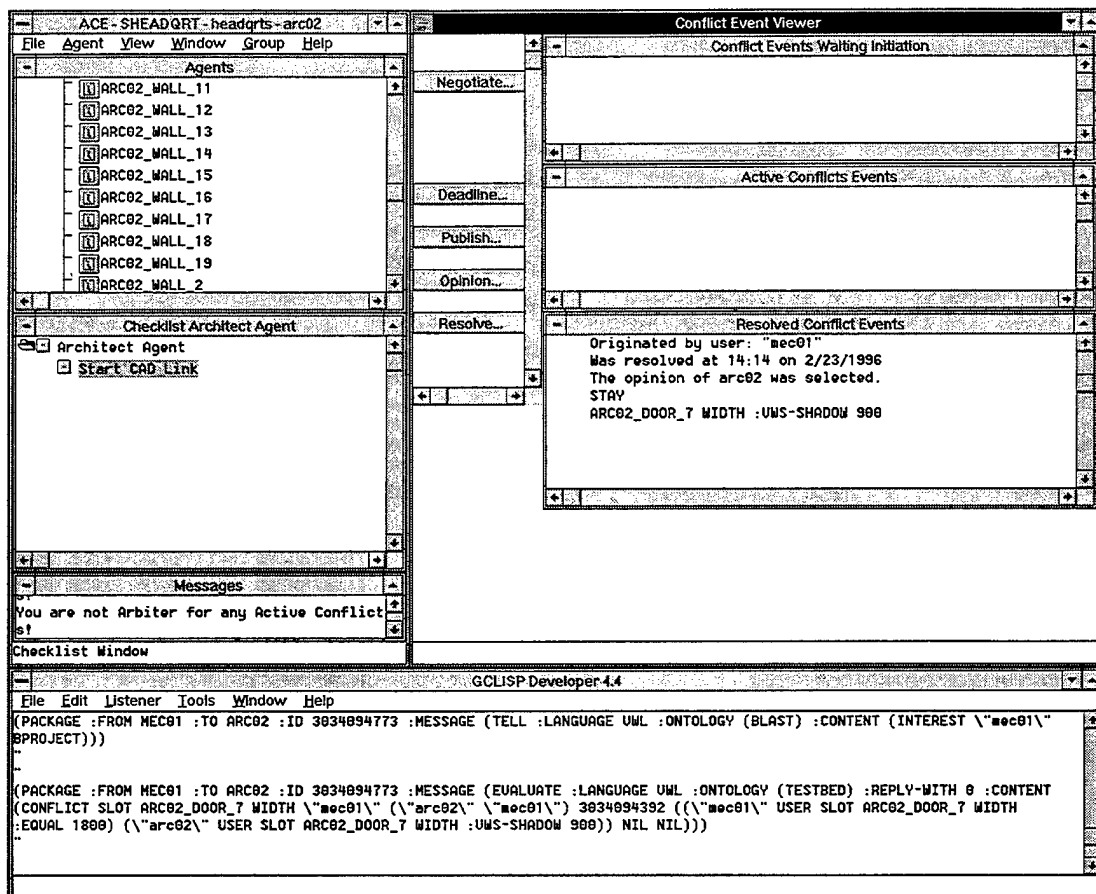 ACE - SHEADQRT - headqrts - arc02
File Agent View Window Group Help
Agents
ARC02_WALL_11
ARC02_WALL_12
ARC02_WALL_13
ARC02_WALL_14
ARC02_WALL_15
ARC02_WALL_16
ARC02_WALL_17
ARC02_WALL_18
ARC02_WALL_19
ARC02_WALL_2
Checklist Architect Agent
Architect Agent
Start CAD Link
Messages
s!
You are not Arbiter for any Active Conflict
s!
Checklist Window
Conflict Event Viewer
Negotiate...
Deadline...
Publish...
Opinion...
Resolve...
Conflict Events Waiting Initiation
Active Conflicts Events
Resolved Conflict Events
Originated by user: "mec01"
Was resolved at 14:14 on 2/23/1996
The opinion of arc02 was selected.
STAY
ARC02_DOOR_7 WIDTH :VWS-SHADOW 900
GCLISP Developer 4.4
File Edit Listener Tools Window Help
(PACKAGE :FROM MEC01 :TO ARC02 :ID 3034094773 :MESSAGE (TELL :LANGUAGE VWL :ONTOLOGY (BLAST) :CONTENT (INTEREST \"mec01\"
BPROJECT)))
"
"
(PACKAGE :FROM MEC01 :TO ARC02 :ID 3034094773 :MESSAGE (EVALUATE :LANGUAGE VWL :ONTOLOGY (TESTBED) :REPLY-WITH 0 :CONTENT
(CONFLICT SLOT ARC02_DOOR_7 WIDTH \"mec01\" (\"arc02\" \"mec01\") 3034094392 ((\"mec01\" USER SLOT ARC02_DOOR_7 WIDTH
:EQUAL 1800) (\"arc02\" USER SLOT ARC02_DOOR_7 WIDTH :VWS-SHADOW 900)) NIL NIL)))
"